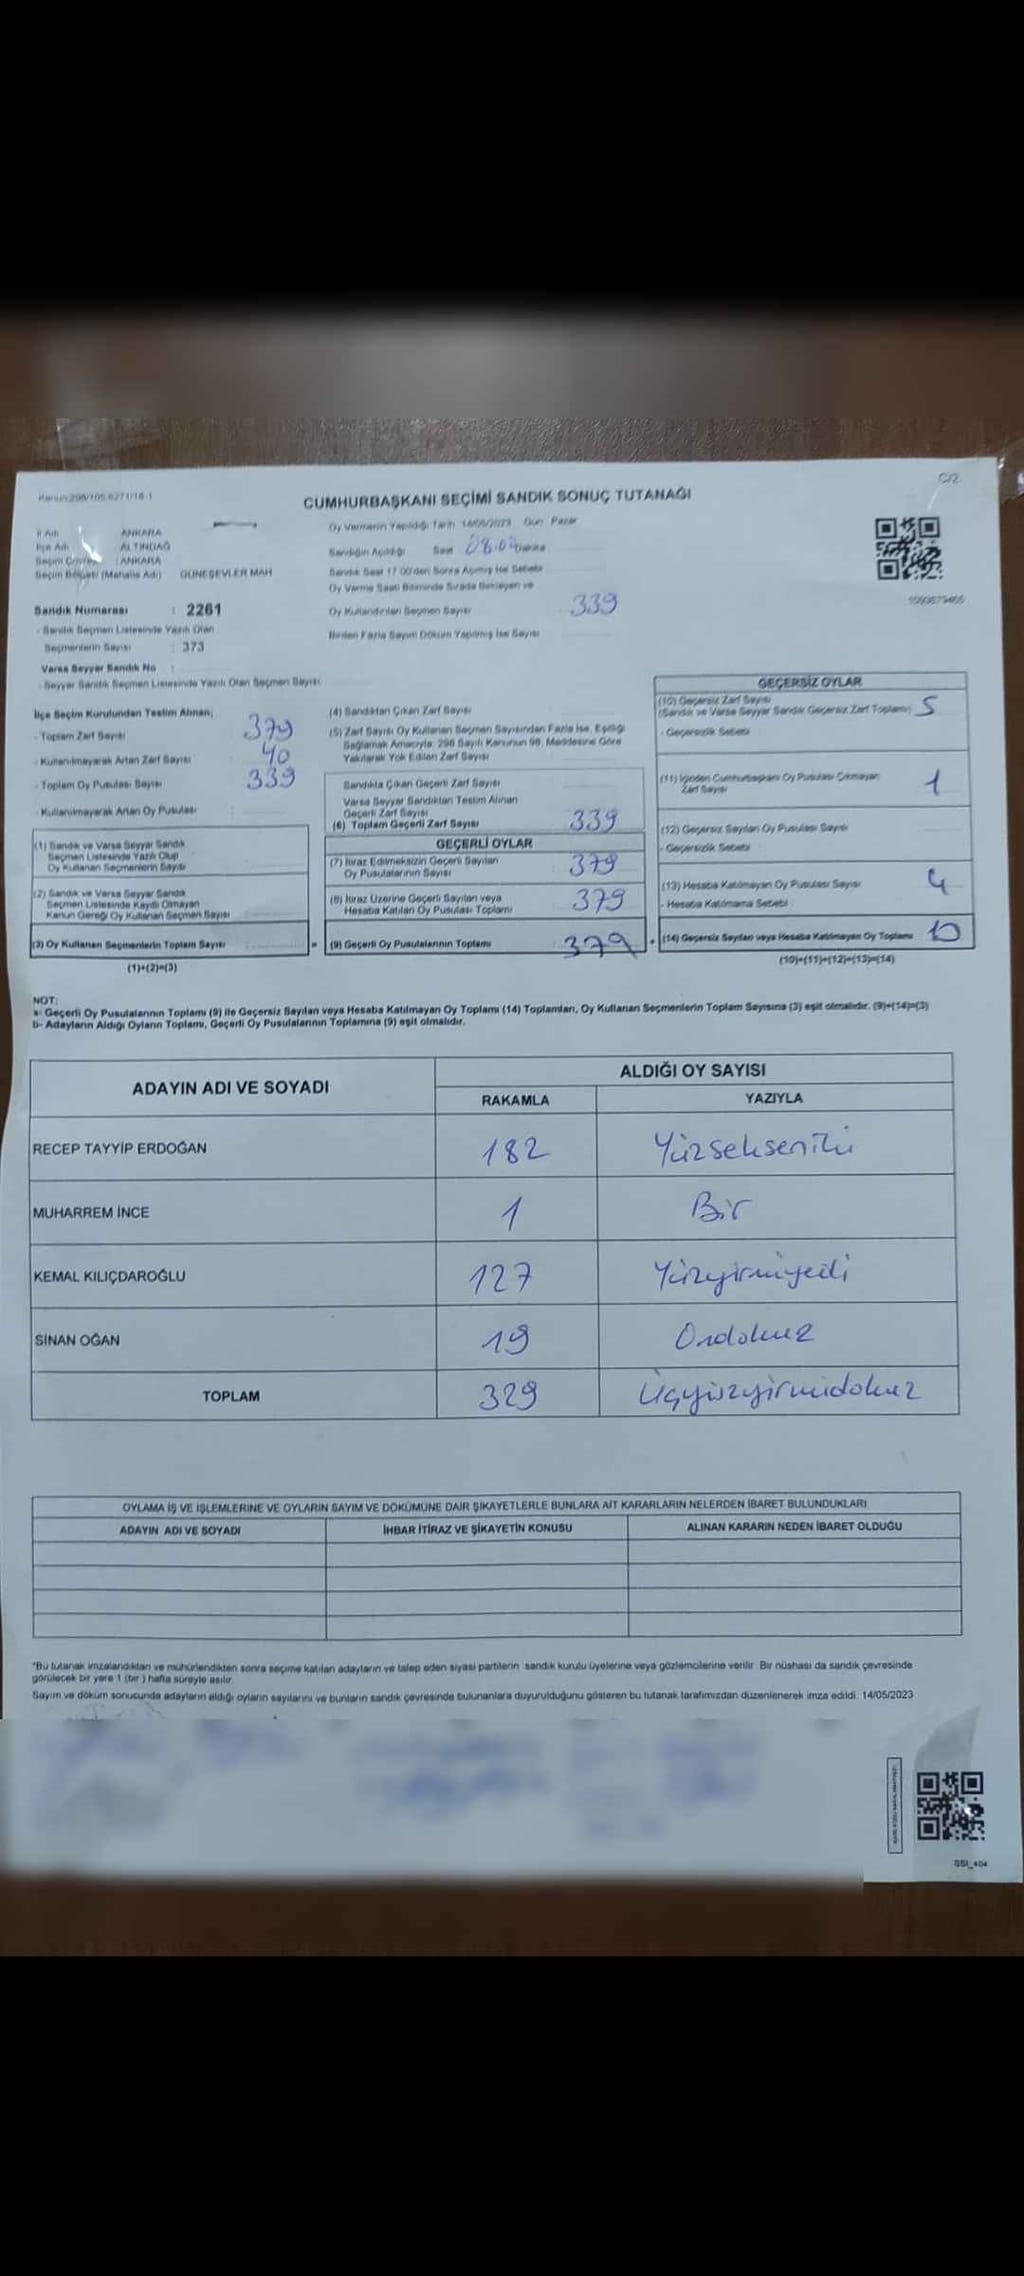 C/2
Kanun:298/105.6271/18-1
CUMHURBAŞKANI SEÇİMİ SANDIK SONUÇ TUTANAĞI
İl Adı : ANKARA
İlçe Adı : ALTINDAĞ
Seçim Çevresi : ANKARA
Seçim Bölgesi (Mahalle Adı) GÜNEŞEVLER MAH
Sandık Numarası : 2261
- Sandık Seçmen Listesinde Yazılı Olan
Seçmenlerin Sayısı : 373
Varsa Seyyar Sandık No :
- Seyyar Sandık Seçmen Listesinde Yazılı Olan Seçmen Sayısı
Oy Vermenin Yapıldığı Tarih 14/05/2023 Gün Pazar
Sandığın Açıldığı Saat Dakika
Sandık Saat 17.00'den Sonra Açılmış İse Sebebi
Oy Verme Saati Bitiminde Sırada Bekleyen ve
Oy Kullandırılan Seçmen Sayısı 339
Birden Fazla Sayım Döküm Yapılmış İse Sayısı
İlçe Seçim Kurulundan Teslim Alınan;
- Toplam Zarf Sayısı 379
- Kullanılmayarak Artan Zarf Sayısı 40
- Toplam Oy Pusulası Sayısı 339
- Kullanılmayarak Artan Oy Pusulası
(1) Sandık ve Varsa Seyyar Sandık
Seçmen Listesinde Yazılı Olup
Oy Kullanan Seçmenlerin Sayısı
(2) Sandık ve Varsa Seyyar Sandık
Seçmen Listesinde Kaydı Olmayan
Kanun Gereği Oy Kullanan Seçmen Sayısı
(3) Oy Kullanan Seçmenlerin Toplam Sayısı =
(1)+(2)=(3)
(4) Sandıktan Çıkan Zarf Sayısı
(5) Zarf Sayısı Oy Kullanan Seçmen Sayısından Fazla İse, Eşitliği
Sağlamak Amacıyla; 298 Sayılı Kanunun 98. Maddesine Göre
Yakılarak Yok Edilen Zarf Sayısı
Sandıkta Çıkan Geçerli Zarf Sayısı
Varsa Seyyar Sandıktan Teslim Alınan
Geçerli Zarf Sayısı
(6) Toplam Geçerli Zarf Sayısı 339
GEÇERLİ OYLAR
(7) İtiraz Edilmeksizin Geçerli Sayılan
Oy Pusulalarının Sayısı 379
(8) İtiraz Üzerine Geçerli Sayılan veya
Hesaba Katılan Oy Pusulası Toplamı 379
(9) Geçerli Oy Pusulalarının Toplamı 379 +
GEÇERSİZ OYLAR
(10) Geçersiz Zarf Sayısı
(Sandık ve Varsa Seyyar Sandık Geçersiz Zarf Toplamı) 5
- Geçersizlik Sebebi
(11) İçinden Cumhurbaşkanı Oy Pusulası Çıkmayan
Zarf Sayısı 1
(12) Geçersiz Sayılan Oy Pusulası Sayısı
- Geçersizlik Sebebi
(13) Hesaba Katılmayan Oy Pusulası Sayısı 4
- Hesaba Katılmama Sebebi
(14) Geçersiz Sayılan veya Hesaba Katılmayan Oy Toplamı 10
(10)+(11)+(12)+(13)=(14)
NOT:
a- Geçerli Oy Pusulalarının Toplamı (9) ile Geçersiz Sayılan veya Hesaba Katılmayan Oy Toplamı (14) Toplamları, Oy Kullanan Seçmenlerin Toplam Sayısına (3) eşit olmalıdır. (9)+(14)=(3)
b- Adayların Aldığı Oyların Toplamı, Geçerli Oy Pusulalarının Toplamına (9) eşit olmalıdır.
ADAYIN ADI VE SOYADI ALDIĞI OY SAYISI
RAKAMLA YAZIYLA
RECEP TAYYİP ERDOĞAN 182 Yüzsekseniki
MUHARREM İNCE 1 Bir
KEMAL KILIÇDAROĞLU 127 Yüzyirmiyedi
SİNAN OĞAN 19 Ondokuz
TOPLAM 329 Üçyüzyirmidokuz
OYLAMA İŞ VE İŞLEMLERİNE VE OYLARIN SAYIM VE DÖKÜMÜNE DAİR ŞİKAYETLERLE BUNLARA AİT KARARLARIN NELERDEN İBARET BULUNDUKLARI
ADAYIN ADI VE SOYADI İHBAR İTİRAZ VE ŞİKAYETİN KONUSU ALINAN KARARIN NEDEN İBARET OLDUĞU
*Bu tutanak imzalandıktan ve mühürlendikten sonra seçime katılan adayların ve talep eden siyasi partilerin sandık kurulu üyelerine veya gözlemcilerine verilir. Bir nüshası da sandık çevresinde
görülecek bir yere 1 (bir ) hafta süreyle asılır.
Sayım ve döküm sonucunda adayların aldığı oyların sayılarını ve bunların sandık çevresinde bulunanlara duyurulduğunu gösteren bu tutanak tarafımızdan düzenlenerek imza edildi. 14/05/2023
SSI_404